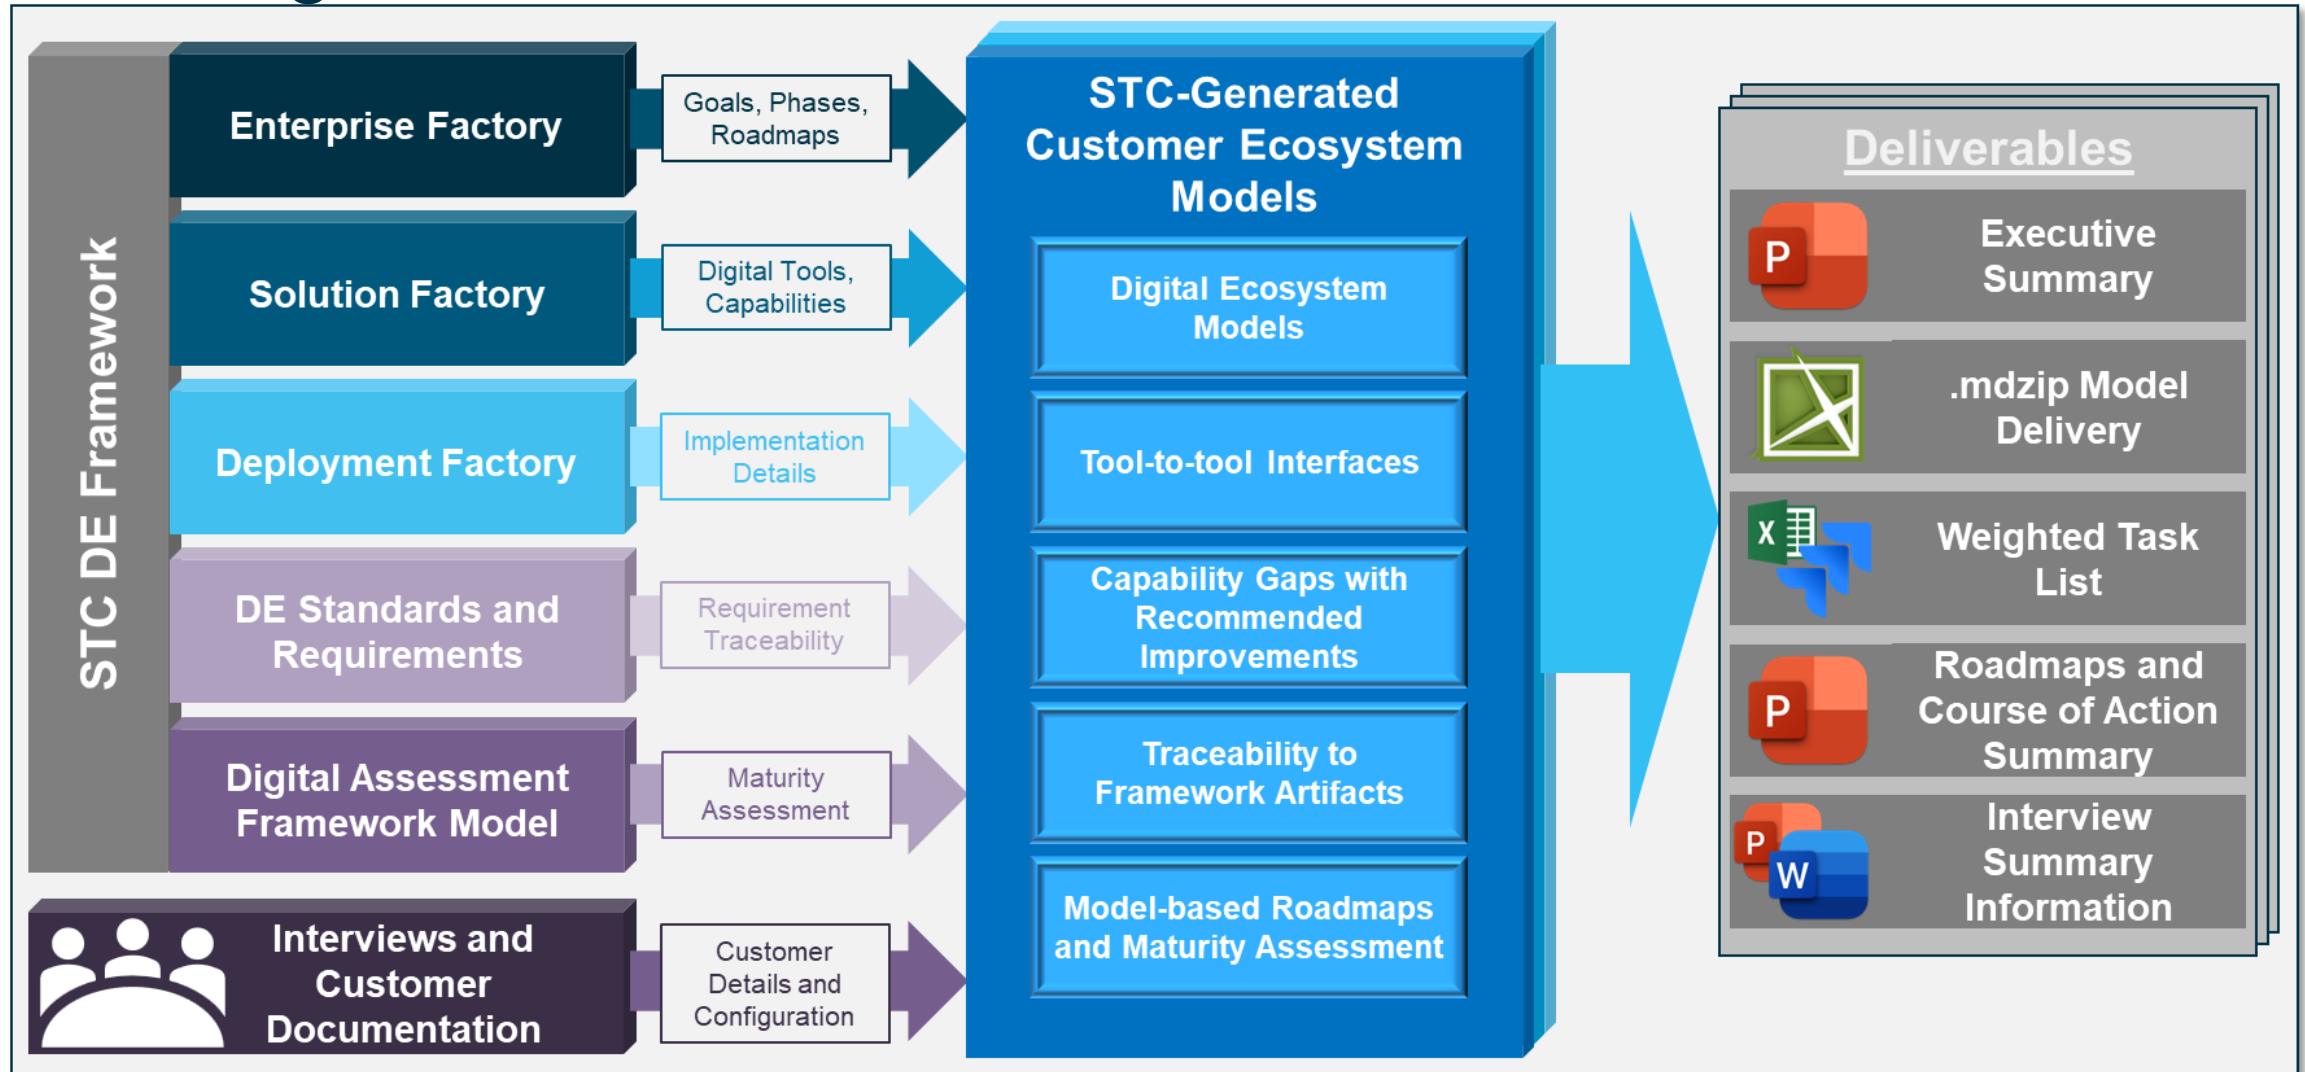 STC DE Framework
Enterprise Factory
Goals, Phases,
Roadmaps
Solution Factory
Digital Tools,
Capabilities
Deployment Factory
Implementation
Details
DE Standards and
Requirements
Requirement
Traceability
Digital Assessment
Framework Model
Maturity
Assessment
Interviews and
Customer
Documentation
Customer
Details and
Configuration
STC-Generated
Customer Ecosystem
Models
Digital Ecosystem
Models
Tool-to-tool Interfaces
Capability Gaps with
Recommended
Improvements
Traceability to
Framework Artifacts
Model-based Roadmaps
and Maturity Assessment
Deliverables
P
Executive
Summary
.mdzip Model
Delivery
X
Weighted Task
List
P
Roadmaps and
Course of Action
Summary
P
W
Interview
Summary
Information